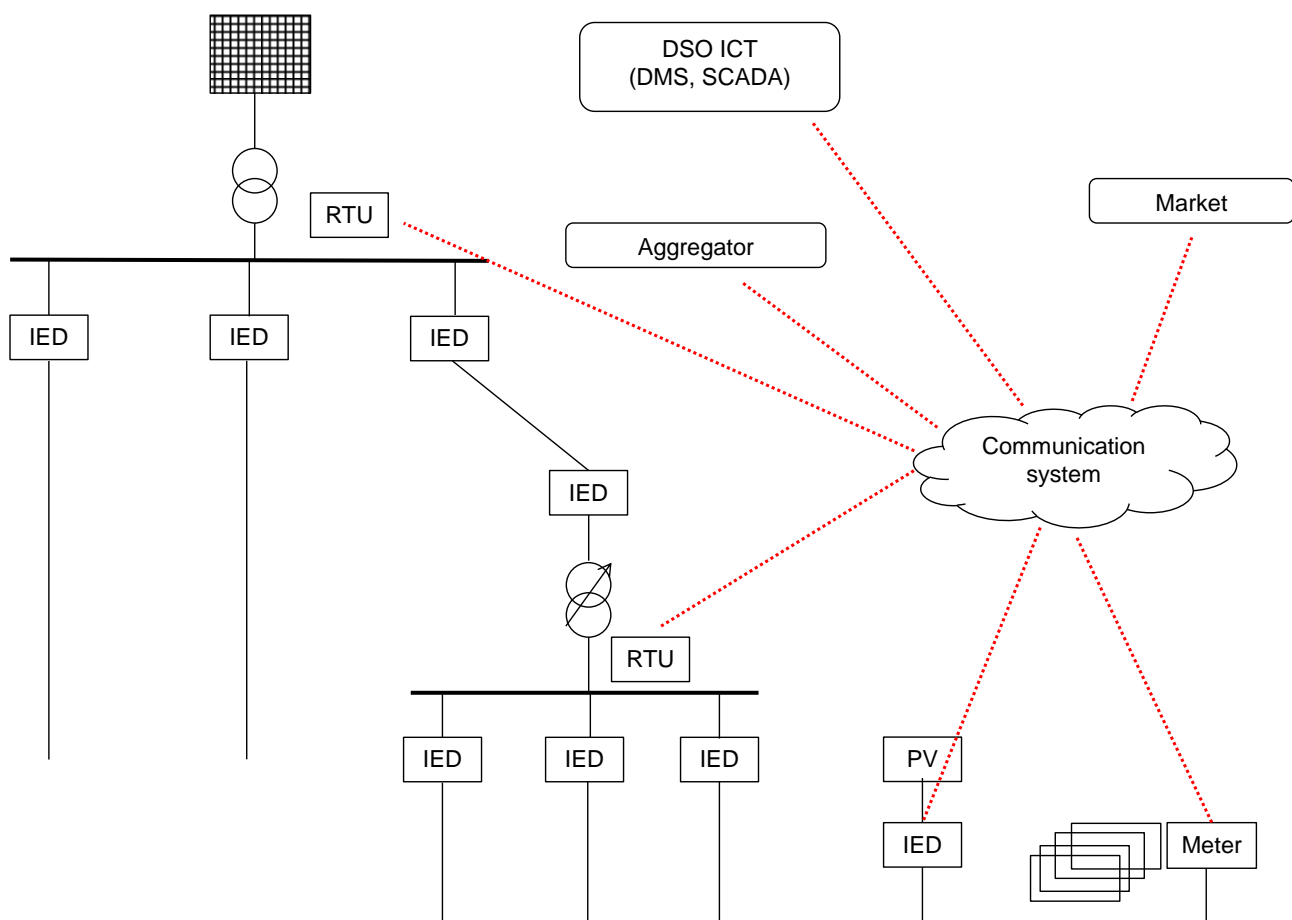 DSO ICT
(DMS, SCADA)
RTU
Market
Aggregator
IED
IED
IED
Communication
system
IED
RTU
IED
IED
IED
PV
IED
Meter